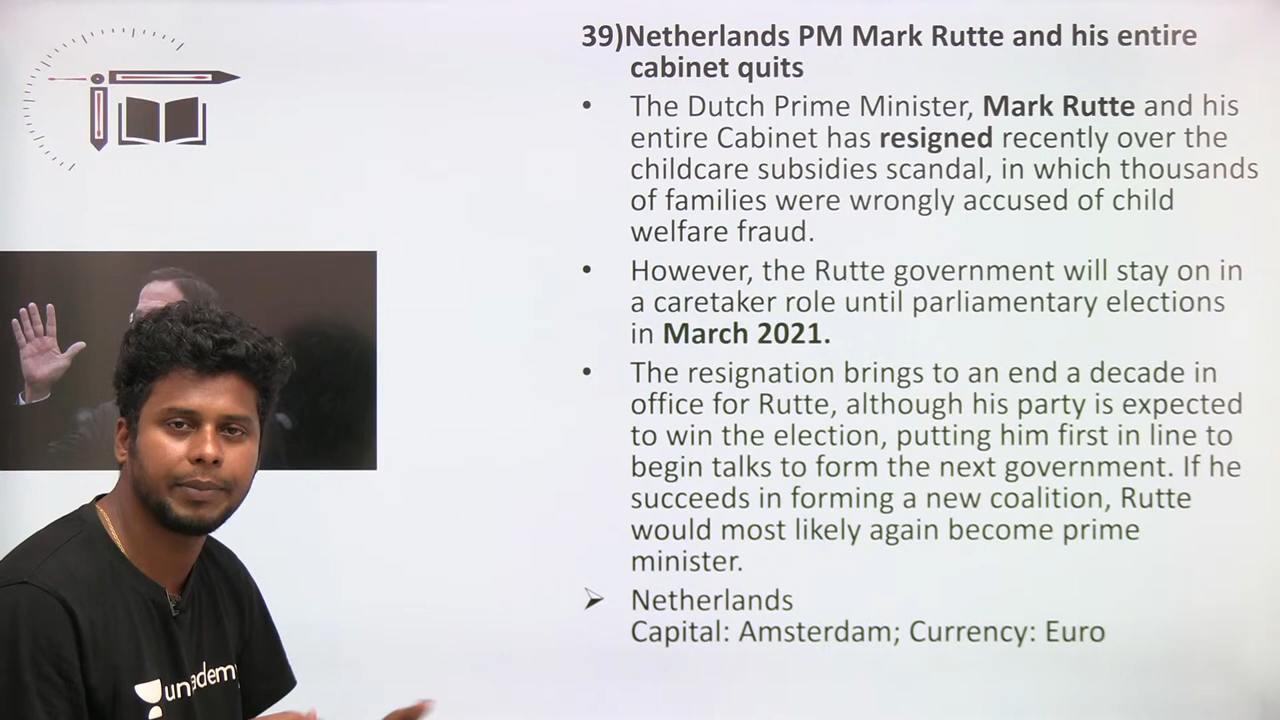 39)Netherlands PM Mark Rutte and his entire
cabinet quits
• The Dutch Prime Minister, Mark Rutte and his
entire Cabinet has resigned recently over the
childcare subsidies scandal, in which thousands
of families were wrongly accused of child
welfare fraud.
• However, the Rutte government will stay on in
a caretaker role until parliamentary elections
in March 2021.
• The resignation brings to an end a decade in
office for Rutte, although his party is expected
to win the election, putting him first in line to
begin talks to form the next government. If he
succeeds in forming a new coalition, Rutte
would most likely again become prime
minister.
➢ Netherlands
Capital: Amsterdam; Currency: Euro
unacademy